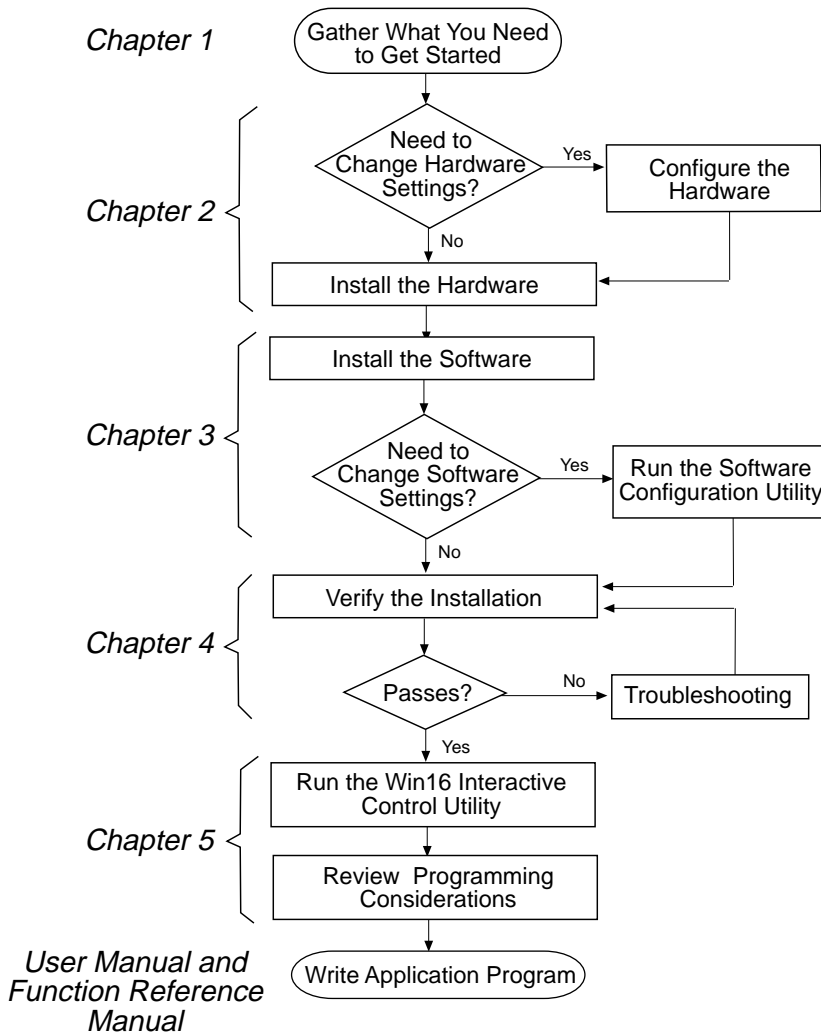 Chapter 1
Gather What You Need
to Get Started
Need to
Change Hardware
Settings?
Yes
Configure the
Hardware
Chapter 2
No
Install the Hardware
Install the Software
Chapter 3
Need to
Change Software
Settings?
Yes
Run the Software
Configuration Utility
No
Verify the Installation
Chapter 4
Passes?
No
Troubleshooting
Yes
Run the Win16 Interactive
Control Utility
Chapter 5
Review Programming
Considerations
User Manual and
Function Reference
Manual
Write Application Program